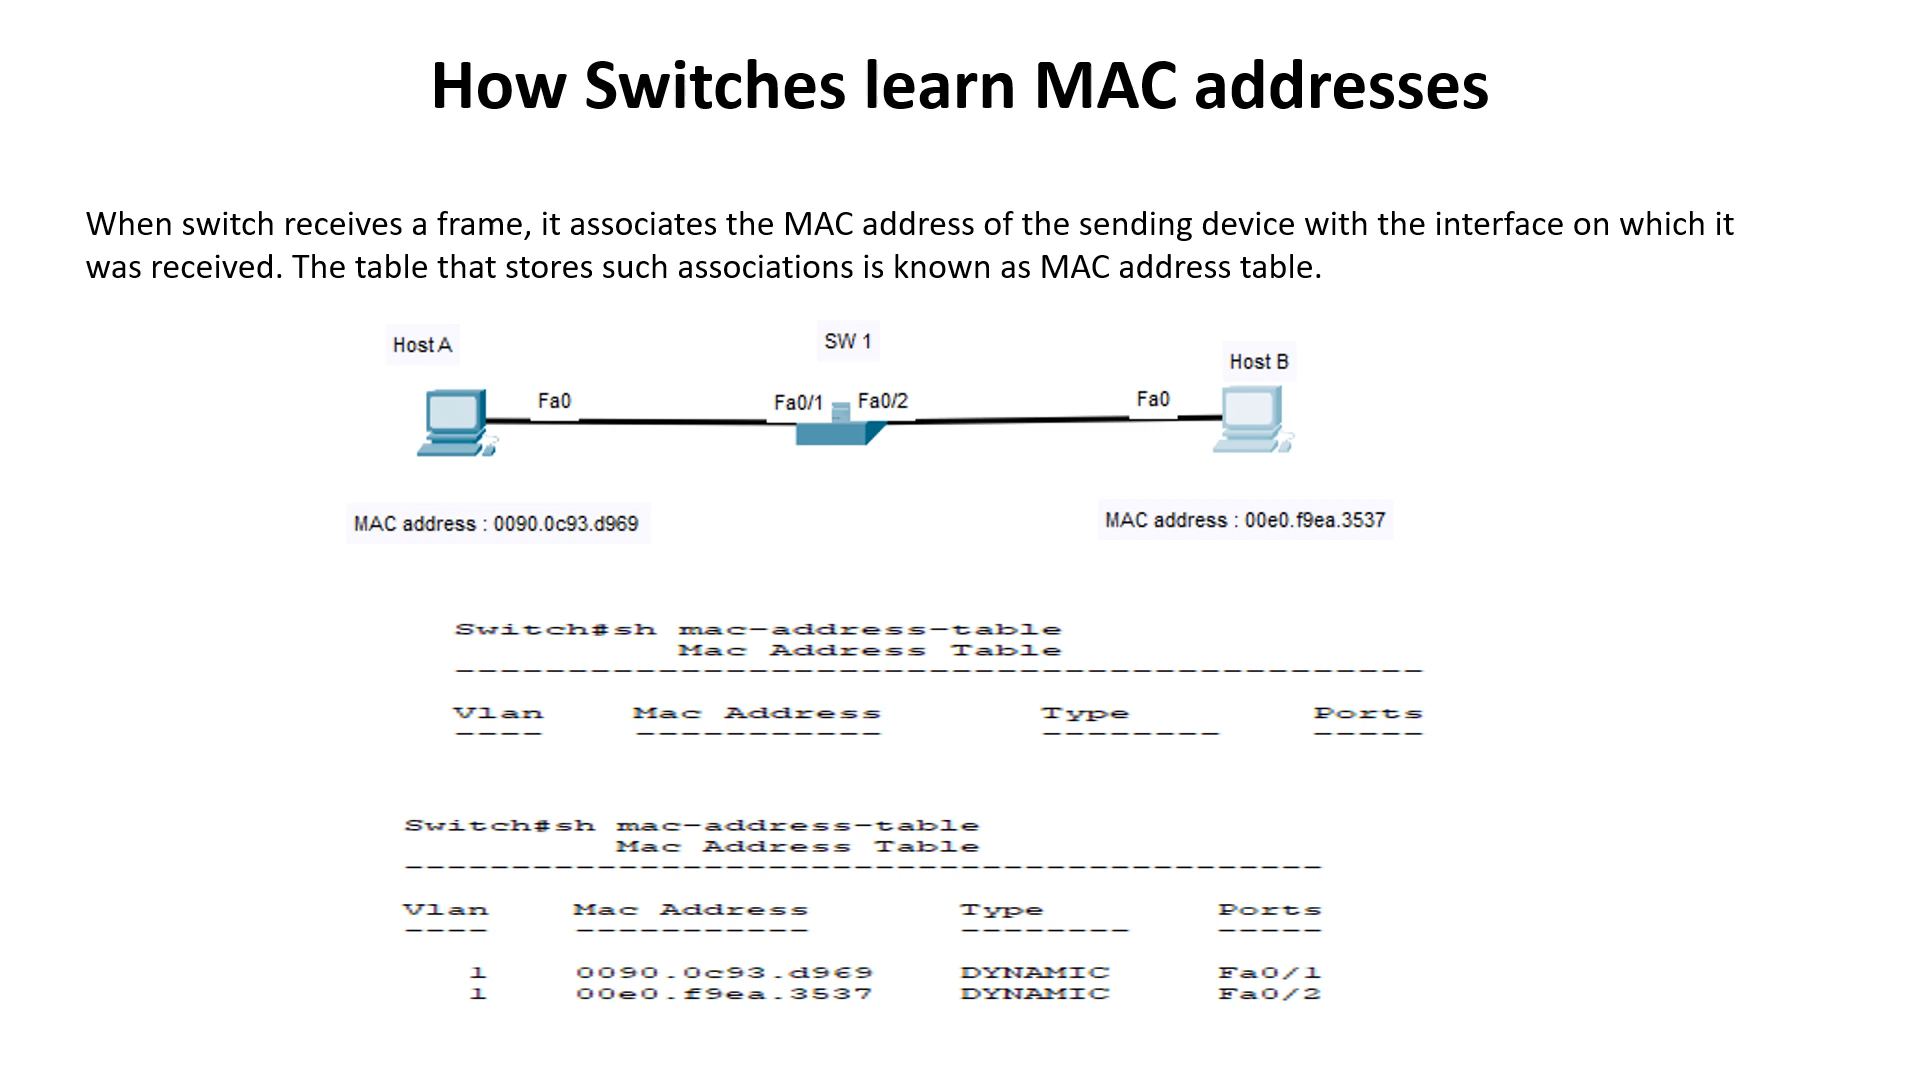 How Switches learn MAC addresses
When switch receives a frame, it associates the MAC address of the sending device with the interface on which it
was received. The table that stores such associations is known as MAC address table.
Host A
SW 1
Host B
Fa0
Fa0/1
Fa0/2
Fa0
MAC address : 0090.0c93.d969
MAC address : 00e0.f9ea.3537
Switch#sh mac-address-table
Mac Address Table
-------------------------------------------
Vlan Mac Address Type Ports
---- ----------- -------- -----
Switch#sh mac-address-table
Mac Address Table
-------------------------------------------
Vlan Mac Address Type Ports
---- ----------- -------- -----
1 0090.0c93.d969 DYNAMIC Fa0/1
1 00e0.f9ea.3537 DYNAMIC Fa0/2